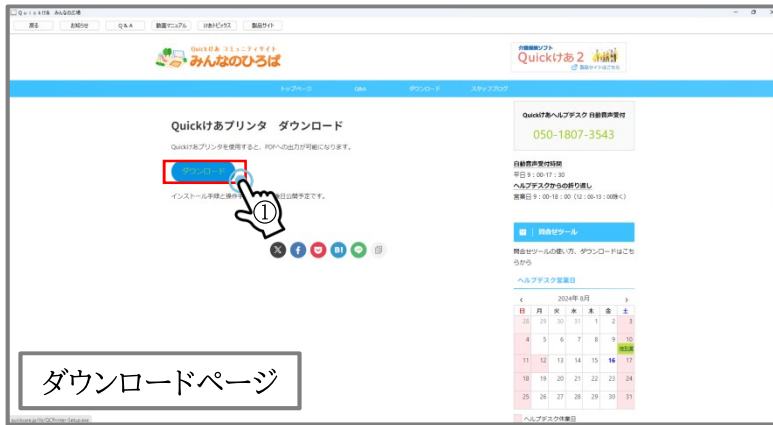 Quickけあ みんなの広場
戻る お知らせ Q & A 動画マニュアル けあトピックス 製品サイト
Quickけあ コミュニティサイト
みんなのひろば
介護保険ソフト
Quickけあ2
製品サイトはこちら
トップページ Q&A ダウンロード スタッフブログ
Quickけあプリンタ ダウンロード
Quickけあプリンタを使用すると、PDFへの出力が可能になります。
ダウンロード
①
インストール手順と操作手 日公開予定です。
B!
Quickけあヘルプデスク 自動音声受付
050-1807-3543
自動音声受付時間
平日 9:00-17:30
ヘルプデスクからの折り返し
営業日 9:00-18:00(12:00-13:00除く)
問合せツール
問合せツールの使い方、ダウンロードはこち
らから
ヘルプデスク営業日
‹ 2024年 8月 ›
日 月 火 水 木 金 土
28 29 30 31 1 2 3
4 5 6 7 8 9 10
11 12 13 14 15 16 17
18 19 20 21 22 23 24
25 26 27 28 29 30 31
ヘルプデスク休業日
ダウンロードページ